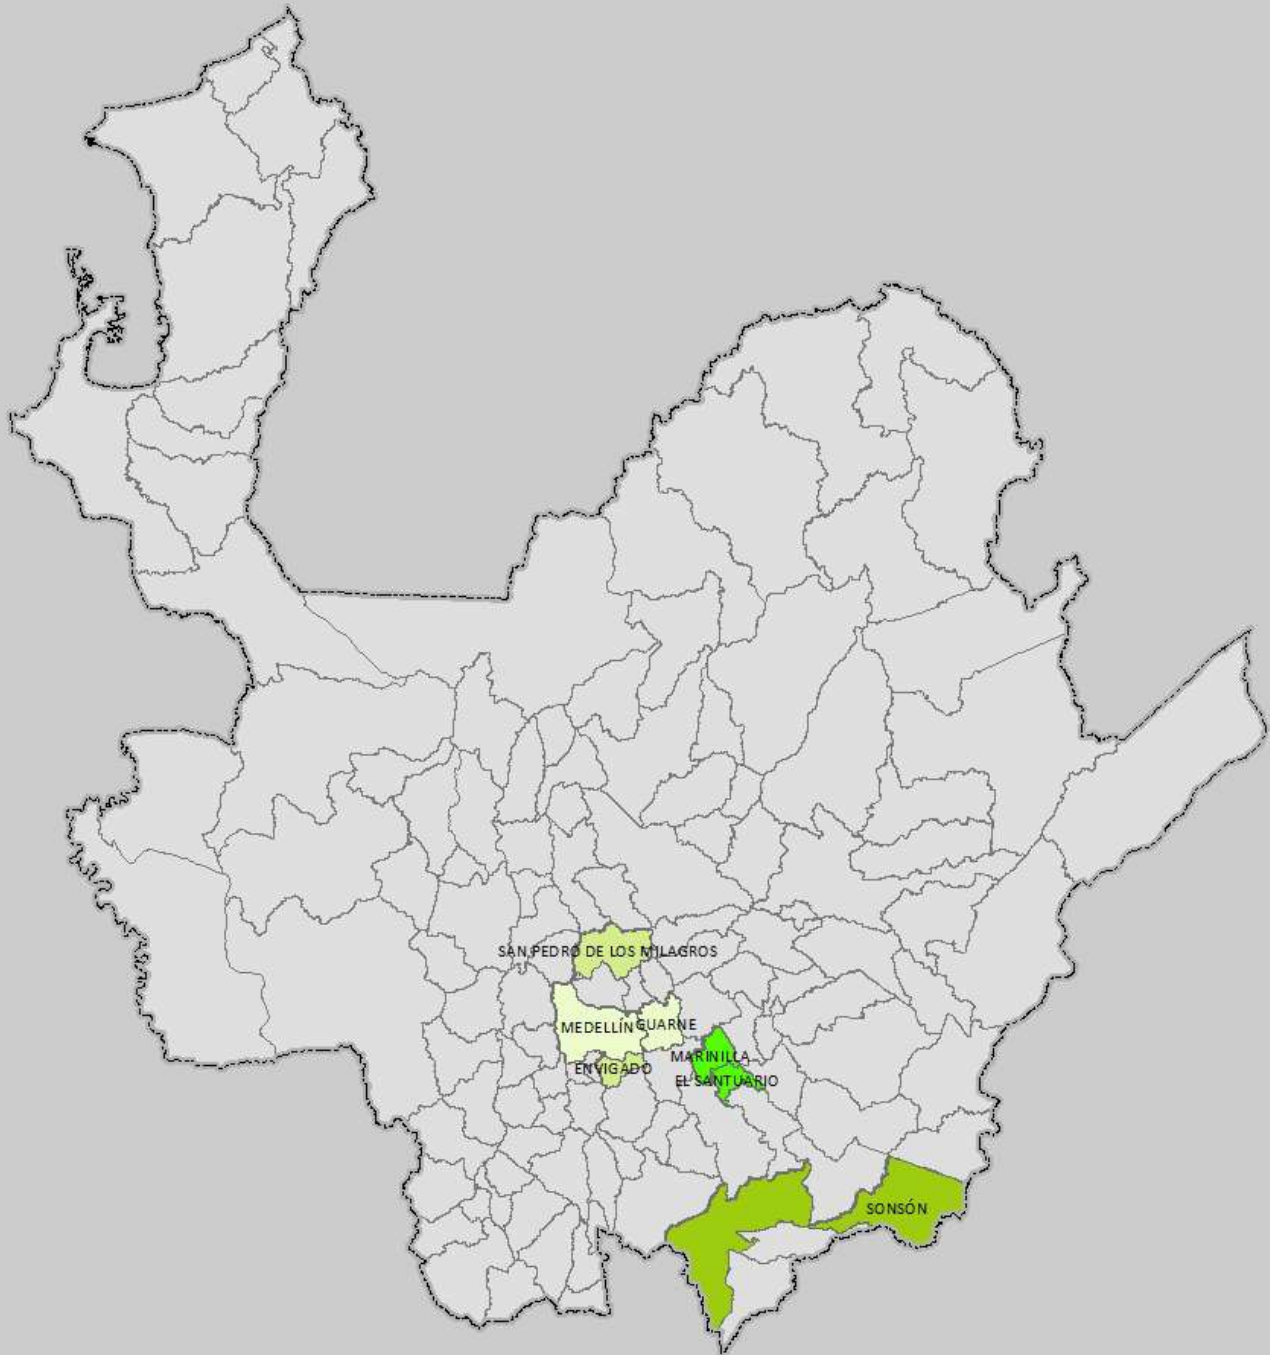 SAN PEDRO DE LOS MILAGROS
MEDELLÍN
GUARNE
MARINILLA
ENVIGADO
EL SANTUARIO
SONSÓN